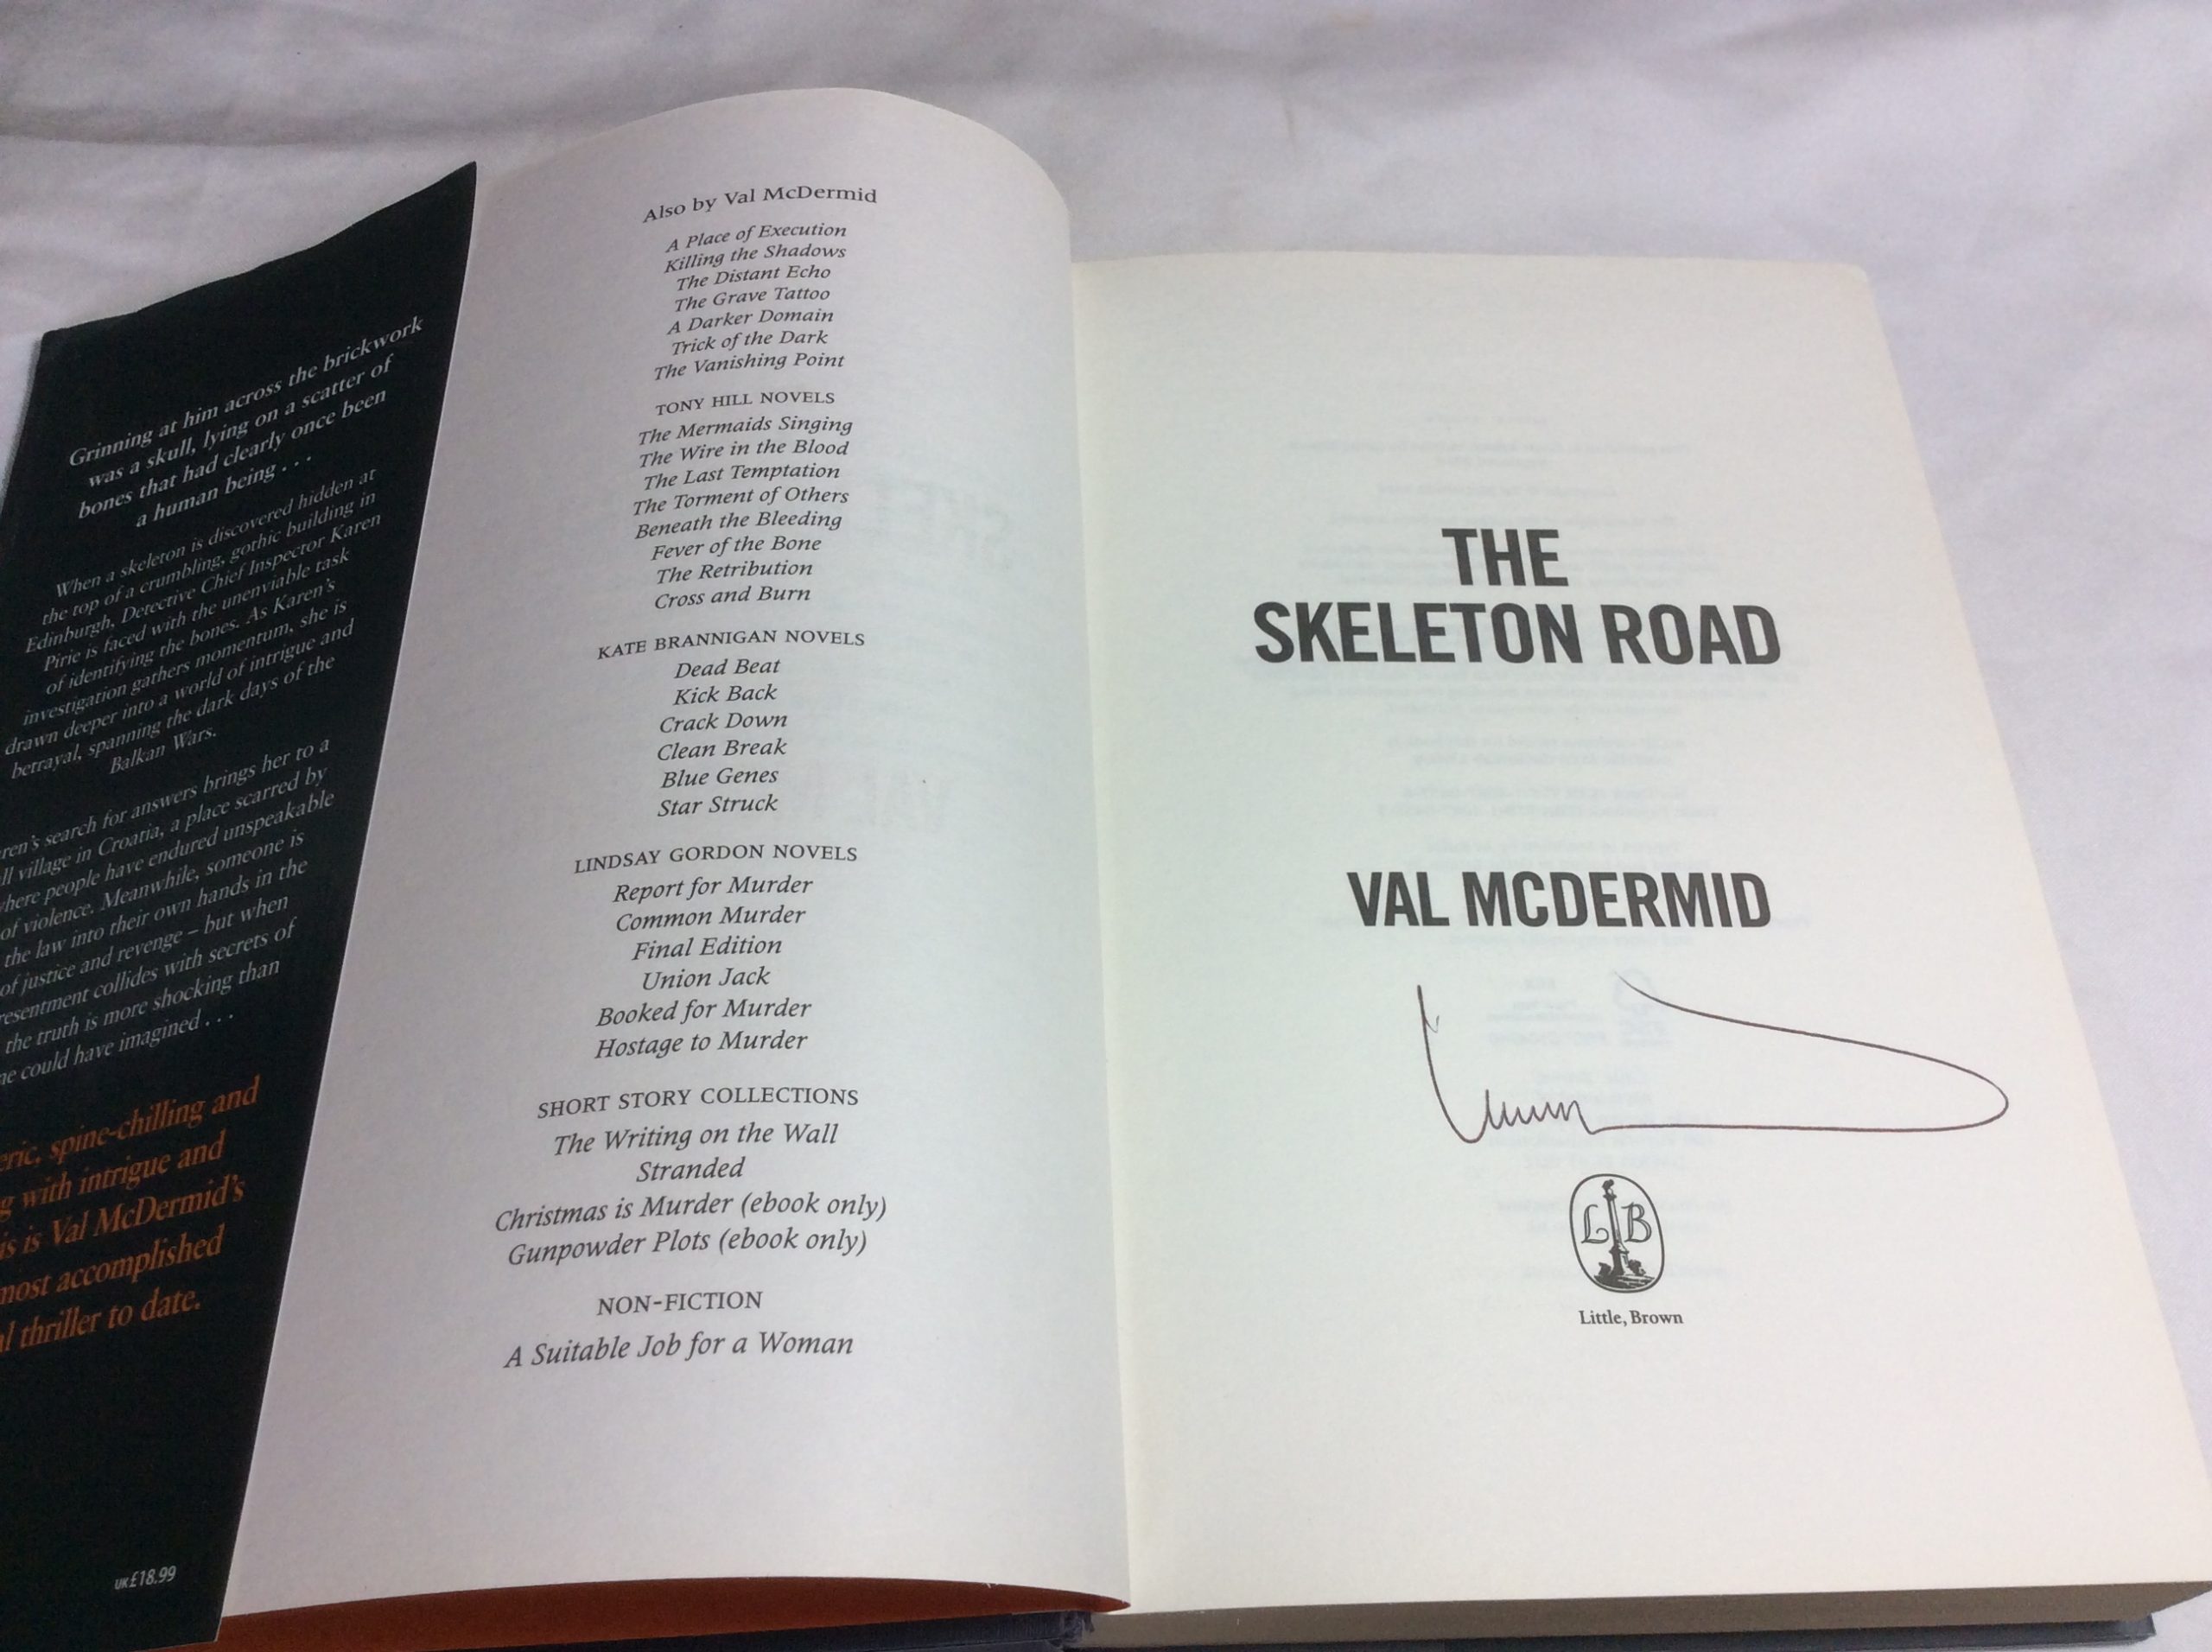 Grinning at him across the brickwork
was a skull, lying on a scatter of
bones that had clearly once been
a human being . . .
When a skeleton is discovered hidden at
the top of a crumbling, gothic building in
Edinburgh, Detective Chief Inspector Karen
Pirie is faced with the unenviable task
of identifying the bones. As Karen's
investigation gathers momentum, she is
drawn deeper into a world of intrigue and
betrayal, spanning the dark days of the
Balkan Wars.
search for answers brings her to a
village in Croatia, a place scarred by
where people have endured unspeakable
of violence. Meanwhile, someone is
the law into their own hands in the
of justice and revenge – but when
resentment collides with secrets of
the truth is more shocking than
could have imagined . . .
spine-chilling and
with intrigue and
is Val McDermid's
most accomplished
thriller to date.
UK £18.99
Also by Val McDermid
A Place of Execution
Killing the Shadows
The Distant Echo
The Grave Tattoo
A Darker Domain
Trick of the Dark
The Vanishing Point
TONY HILL NOVELS
The Mermaids Singing
The Wire in the Blood
The Last Temptation
The Torment of Others
Beneath the Bleeding
Fever of the Bone
The Retribution
Cross and Burn
KATE BRANNIGAN NOVELS
Dead Beat
Kick Back
Crack Down
Clean Break
Blue Genes
Star Struck
LINDSAY GORDON NOVELS
Report for Murder
Common Murder
Final Edition
Union Jack
Booked for Murder
Hostage to Murder
SHORT STORY COLLECTIONS
The Writing on the Wall
Stranded
Christmas is Murder (ebook only)
Gunpowder Plots (ebook only)
NON-FICTION
A Suitable Job for a Woman
THE
SKELETON ROAD
VAL MCDERMID
L B
Little, Brown